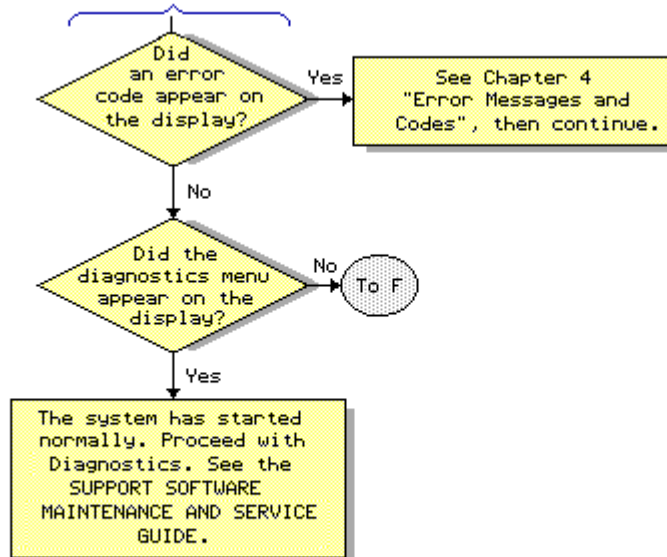 Did
an error
code appear on
the display?
Yes
See Chapter 4
"Error Messages and
Codes", then continue.
No
Did the
diagnostics menu
appear on the
display?
No
To F
Yes
The system has started
normally. Proceed with
Diagnostics. See the
SUPPORT SOFTWARE
MAINTENANCE AND SERVICE
GUIDE.